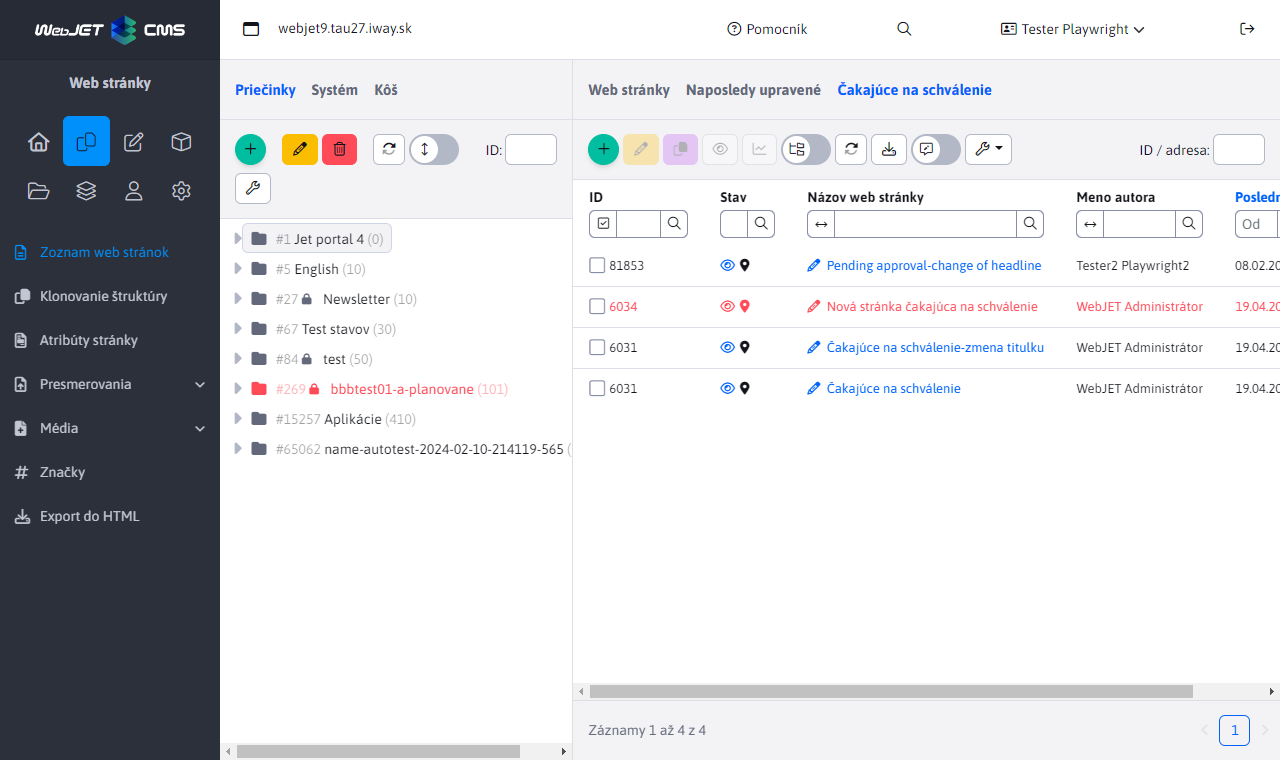 WebJET CMS
webjet9.tau27.iway.sk
Pomocník
Tester Playwright
Web stránky
Zoznam web stránok
Klonovanie štruktúry
Atribúty stránky
Presmerovania
Média
Značky
Export do HTML
Priečinky Systém Kôš
ID:
#1 Jet portal 4 (0)
#5 English (10)
#27 Newsletter (10)
#67 Test stavov (30)
#84 test (50)
#269 bbbtest01-a-planovane (101)
#15257 Aplikácie (410)
#65062 name-autotest-2024-02-10-214119-565 (
Web stránky Naposledy upravené Čakajúce na schválenie
ID / adresa:
ID Stav Názov web stránky Meno autora Posledr
Od
81853 Pending approval-change of headline Tester2 Playwright2 08.02.20
6034 Nová stránka čakajúca na schválenie WebJET Administrátor 19.04.20
6031 Čakajúce na schválenie-zmena titulku WebJET Administrátor 19.04.20
6031 Čakajúce na schválenie WebJET Administrátor 19.04.20
Záznamy 1 až 4 z 4
1